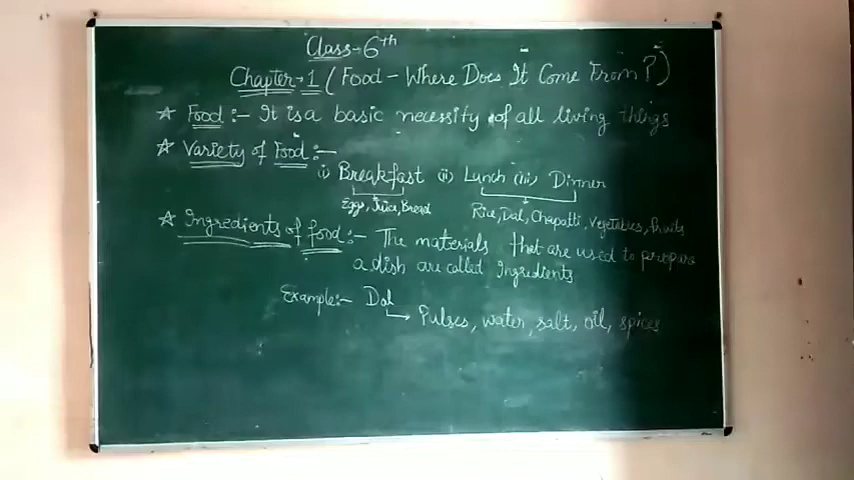 Class-6th
Chapter-1 (Food - Where Does It Come From?)
☆ Food :- It is a basic necessity of all living things
☆ Variety of Food :-
(i) Breakfast (ii) Lunch (iii) Dinner
Eggs, Juice, Bread Rice, Dal, Chapatti, Vegetables, fruits
☆ Ingredients of food :- The materials that are used to perepare
a dish are called Ingredients
Example:- Dal
→ Pulses, water, salt, oil, spices